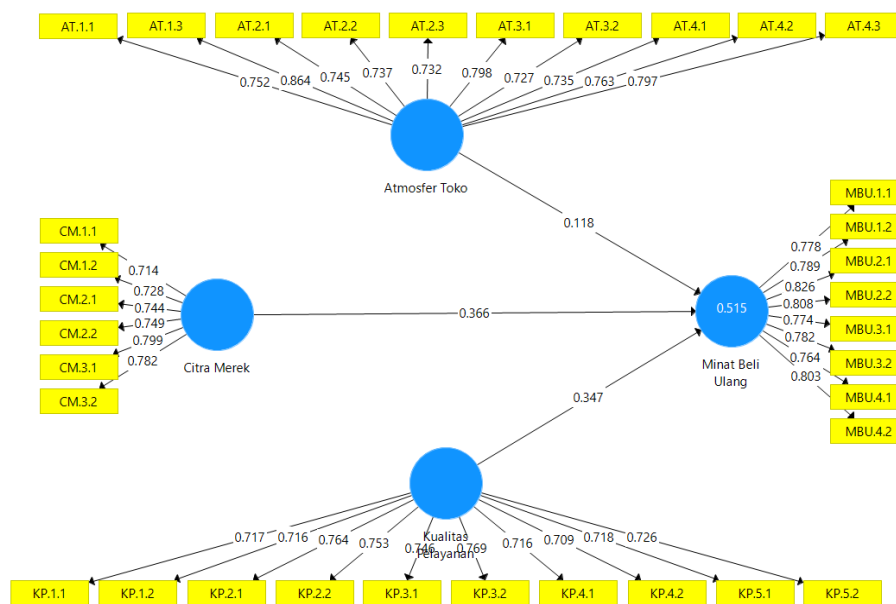 AT.1.1
AT.1.3
AT.2.1
AT.2.2
AT.2.3
AT.3.1
AT.3.2
AT.4.1
AT.4.2
AT.4.3
0.752
0.864
0.745
0.737
0.732
0.798
0.727
0.735
0.763
0.797
Atmosfer Toko
0.118
CM.1.1
CM.1.2
CM.2.1
CM.2.2
CM.3.1
CM.3.2
0.714
0.728
0.744
0.749
0.799
0.782
Citra Merek
0.366
0.515
Minat Beli
Ulang
0.778
0.789
0.826
0.808
0.774
0.782
0.764
0.803
MBU.1.1
MBU.1.2
MBU.2.1
MBU.2.2
MBU.3.1
MBU.3.2
MBU.4.1
MBU.4.2
0.347
Kualitas
Pelayanan
0.717
0.716
0.764
0.753
0.746
0.769
0.716
0.709
0.718
0.726
KP.1.1
KP.1.2
KP.2.1
KP.2.2
KP.3.1
KP.3.2
KP.4.1
KP.4.2
KP.5.1
KP.5.2